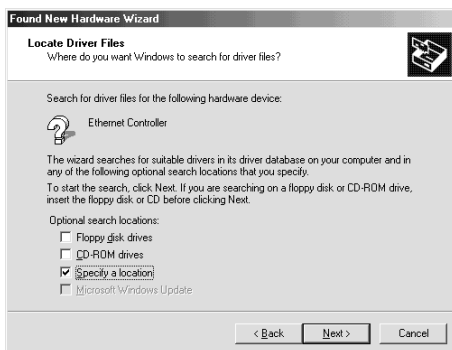 Found New Hardware Wizard
Locate Driver Files
Where do you want Windows to search for driver files?
Search for driver files for the following hardware device:
Ethernet Controller
The wizard searches for suitable drivers in its driver database on your computer and in
any of the following optional search locations that you specify.
To start the search, click Next. If you are searching on a floppy disk or CD-ROM drive,
insert the floppy disk or CD before clicking Next.
Optional search locations:
Floppy disk drives
CD-ROM drives
Specify a location
Microsoft Windows Update
< Back Next > Cancel